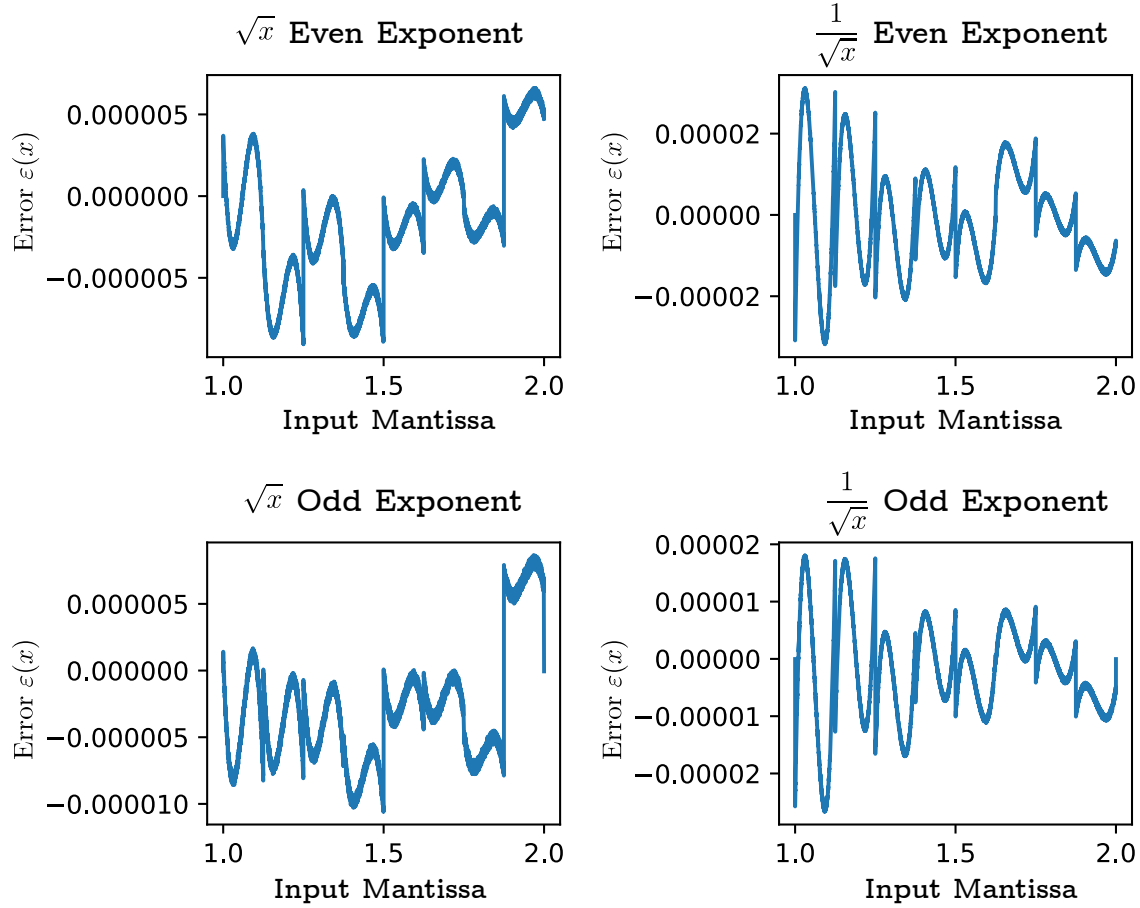 √x Even Exponent
0.000005
0.000000
−0.000005
Error ε(x)
1.0 1.5 2.0
Input Mantissa
1/√x Even Exponent
0.00002
0.00000
−0.00002
Error ε(x)
1.0 1.5 2.0
Input Mantissa
√x Odd Exponent
0.000005
0.000000
−0.000005
−0.000010
Error ε(x)
1.0 1.5 2.0
Input Mantissa
1/√x Odd Exponent
0.00002
0.00001
0.00000
−0.00001
−0.00002
Error ε(x)
1.0 1.5 2.0
Input Mantissa